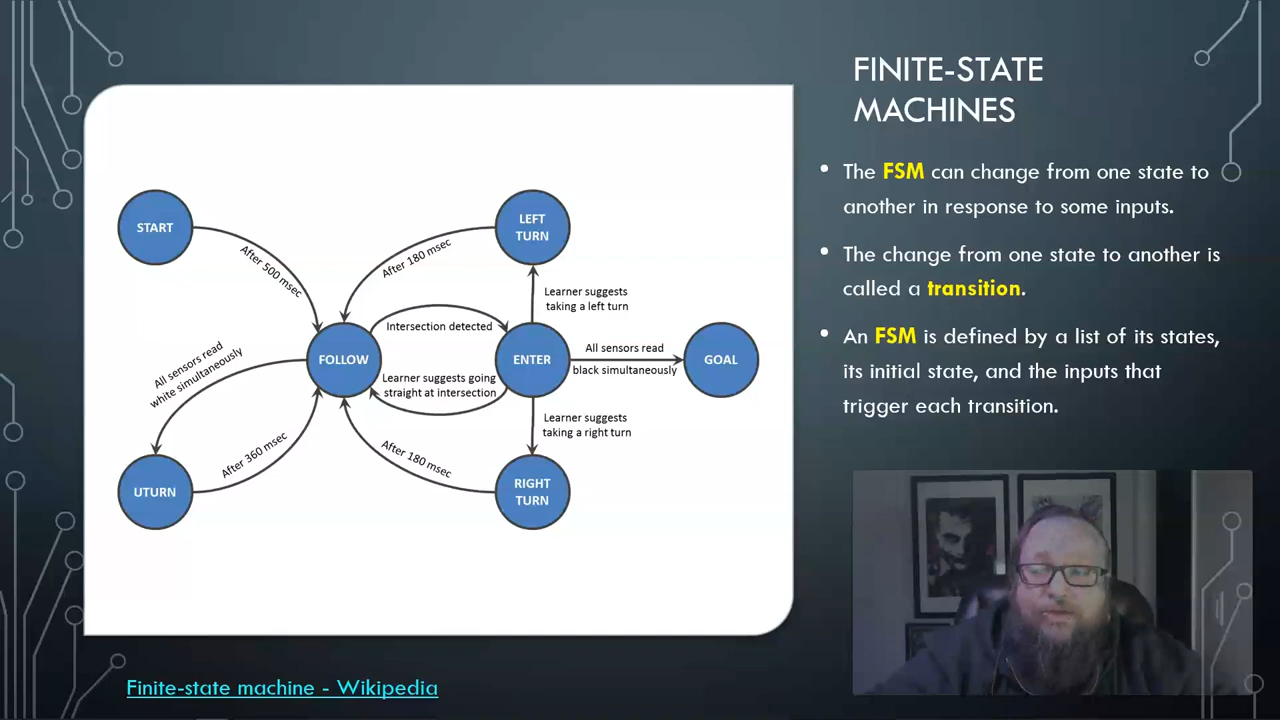 FINITE-STATE
MACHINES
• The FSM can change from one state to
another in response to some inputs.
• The change from one state to another is
called a transition.
• An FSM is defined by a list of its states,
its initial state, and the inputs that
trigger each transition.
START
After 500 msec
LEFT
TURN
After 180 msec
Learner suggests
taking a left turn
Intersection detected
All sensors read
white simultaneously
FOLLOW
ENTER
All sensors read
black simultaneously
GOAL
Learner suggests going
straight at intersection
Learner suggests
taking a right turn
After 360 msec
After 180 msec
UTURN
RIGHT
TURN
Finite-state machine - Wikipedia